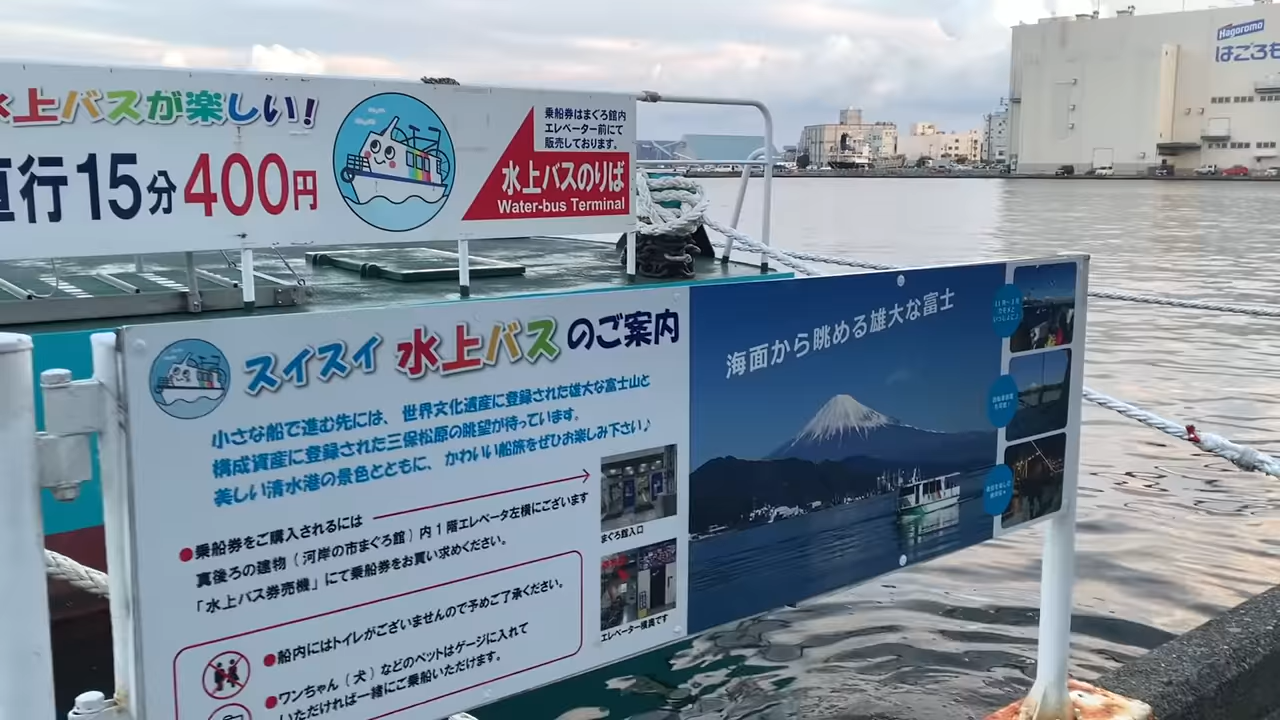 水上バスが楽しい!
直行15分400円
乗船券はまぐろ館内
エレベーター前にて
販売しております。
水上バスのりば
Water-bus Terminal
Hagoromo
はごろも
スイスイ 水上バス のご案内
小さな船で進む先には、世界文化遺産に登録された雄大な富士山と
構成資産に登録された三保松原の眺望が待っています。
美しい清水港の景色とともに、かわいい船旅をぜひお楽しみ下さい♪
●乗船券をご購入されるには
真後ろの建物(河岸の市まぐろ館)内1階エレベータ左横にございます
「水上バス券売機」にて乗船券をお買い求めください。
まぐろ館入口
エレベーター横裏です
●船内にはトイレがございませんので予めご了承ください。
●ワンちゃん(犬)などのペットはゲージに入れて
いただければ一緒にご乗船いただけます。
海面から眺める雄大な富士